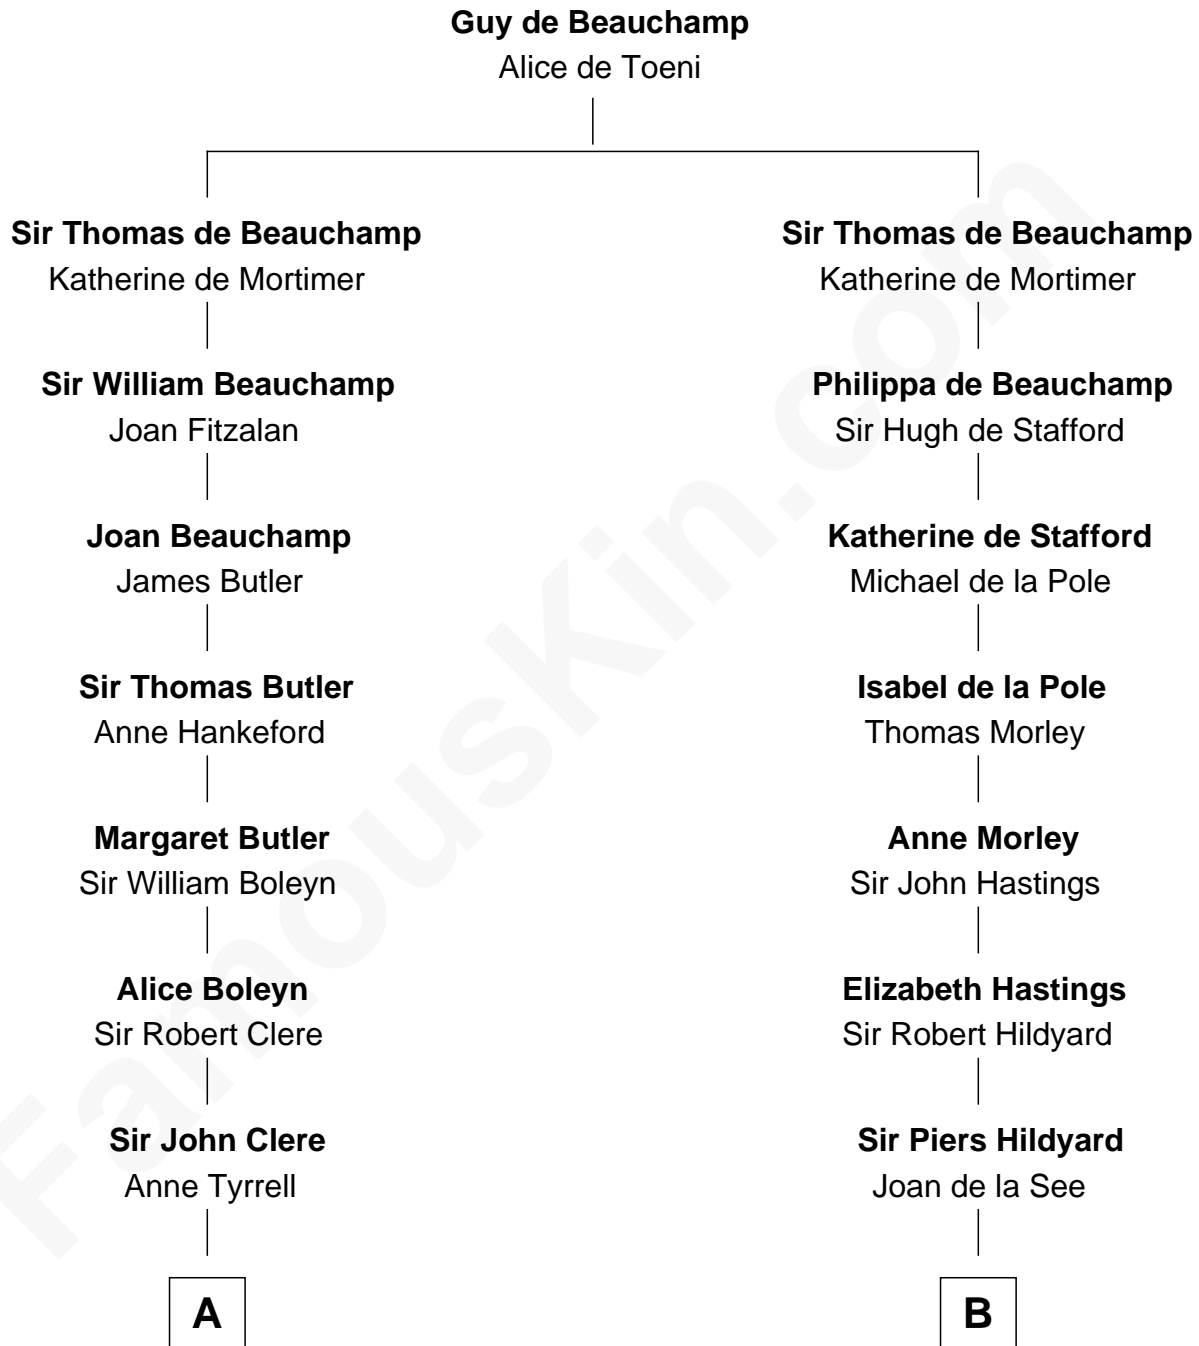 Guy de Beauchamp
Alice de Toeni
Sir Thomas de Beauchamp
Katherine de Mortimer
Sir William Beauchamp
Joan Fitzalan
Joan Beauchamp
James Butler
Sir Thomas Butler
Anne Hankeford
Margaret Butler
Sir William Boleyn
Alice Boleyn
Sir Robert Clere
Sir John Clere
Anne Tyrrell
A
Sir Thomas de Beauchamp
Katherine de Mortimer
Philippa de Beauchamp
Sir Hugh de Stafford
Katherine de Stafford
Michael de la Pole
Isabel de la Pole
Thomas Morley
Anne Morley
Sir John Hastings
Elizabeth Hastings
Sir Robert Hildyard
Sir Piers Hildyard
Joan de la See
B
FamousKin.com